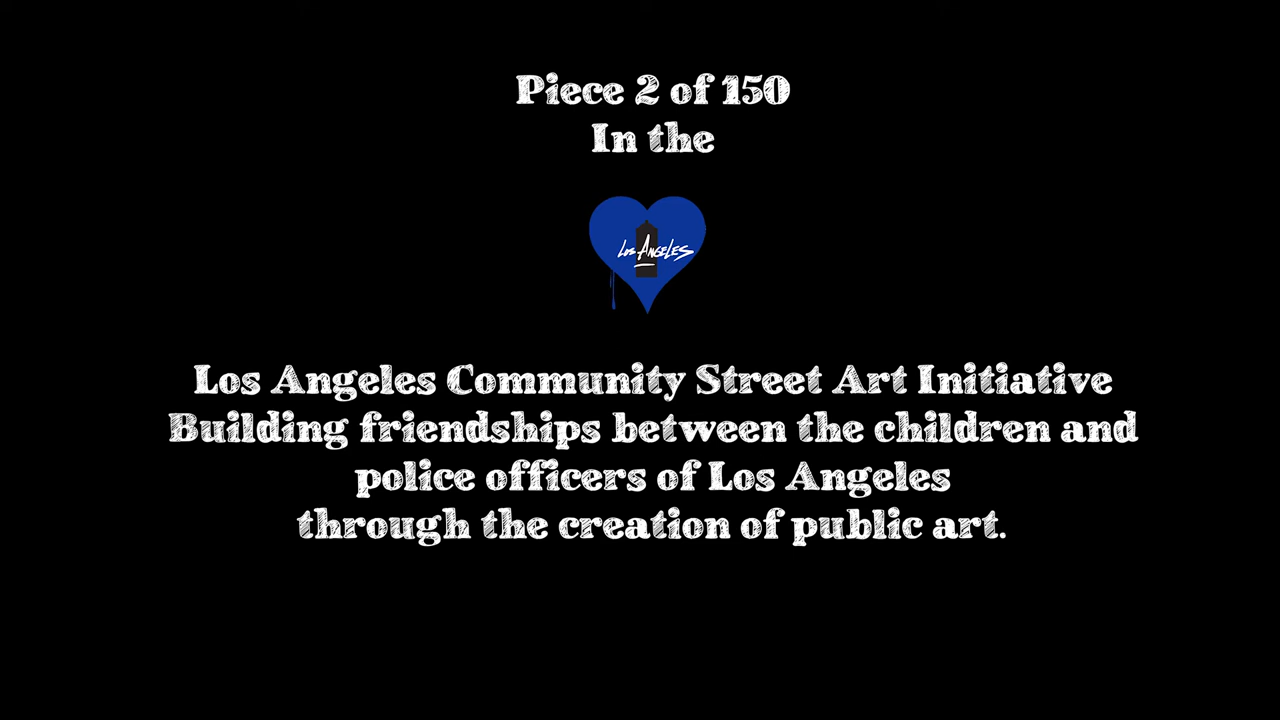 Piece 2 of 150
In the
Los Angeles
Los Angeles Community Street Art Initiative
Building friendships between the children and
police officers of Los Angeles
through the creation of public art.